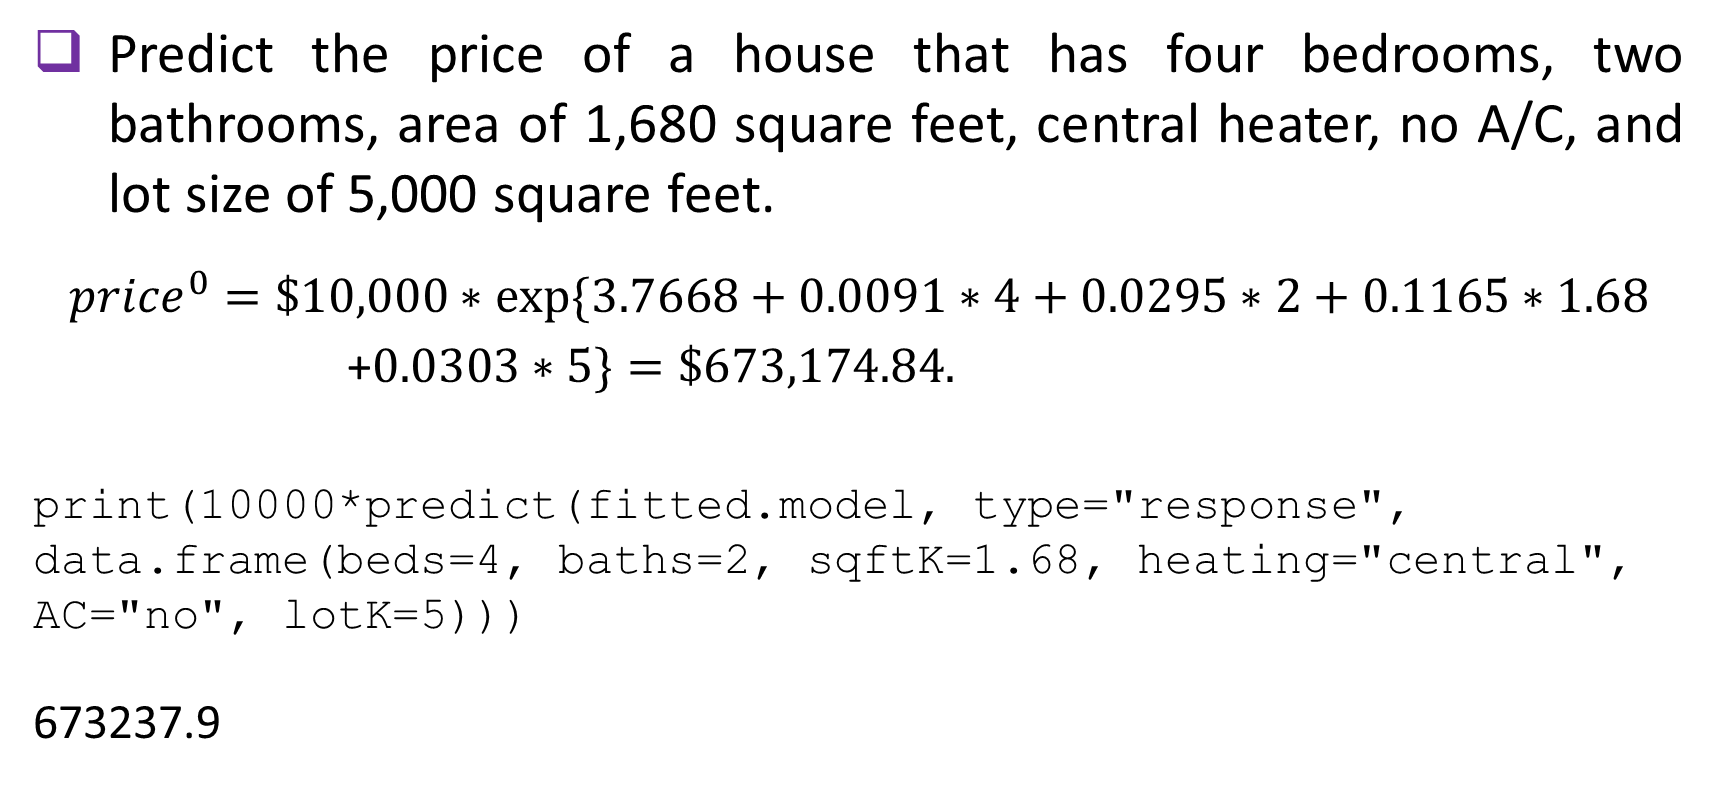 ❑ Predict the price of a house that has four bedrooms, two
bathrooms, area of 1,680 square feet, central heater, no A/C, and
lot size of 5,000 square feet.
price⁰ = $10,000 ∗ exp{3.7668 + 0.0091 ∗ 4 + 0.0295 ∗ 2 + 0.1165 ∗ 1.68
+0.0303 ∗ 5} = $673,174.84.
print(10000*predict(fitted.model, type="response",
data.frame(beds=4, baths=2, sqftK=1.68, heating="central",
AC="no", lotK=5)))
673237.9